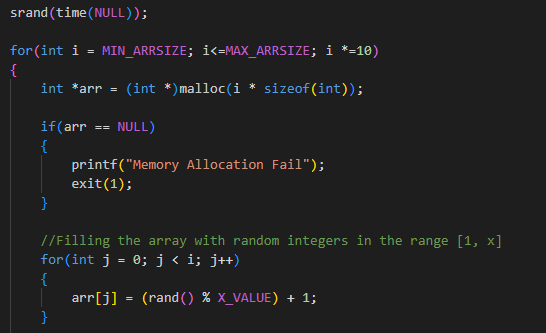 srand(time(NULL));
for(int i = MIN_ARRSIZE; i<=MAX_ARRSIZE; i *=10)
{
int *arr = (int *)malloc(i * sizeof(int));
if(arr == NULL)
{
printf("Memory Allocation Fail");
exit(1);
}
//Filling the array with random integers in the range [1, x]
for(int j = 0; j < i; j++)
{
arr[j] = (rand() % X_VALUE) + 1;
}